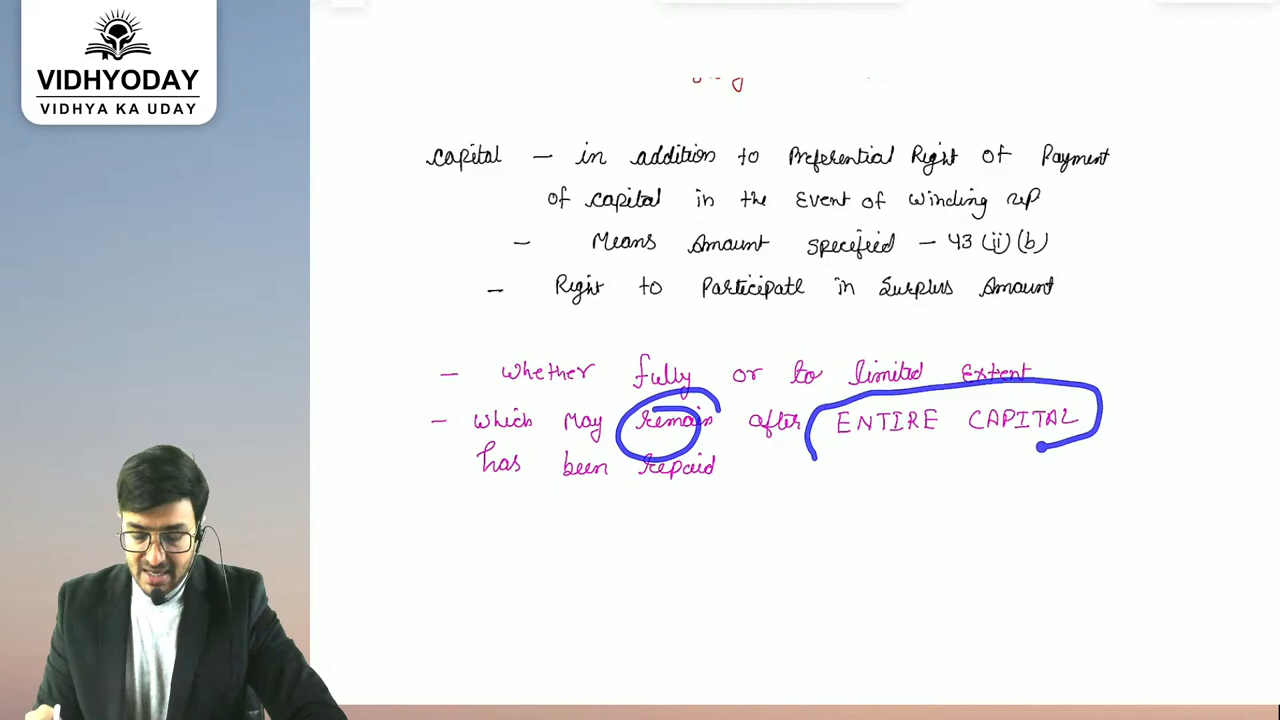 VIDHYODAY
VIDHYA KA UDAY
capital – in addition to Preferential Right of Payment
of capital in the Event of winding up
– Means Amount specified – 43 (ii) (b)
– Right to Participate in Surplus Amount
– whether fully or to limited Extent
– which May remain after ENTIRE CAPITAL
has been repaid